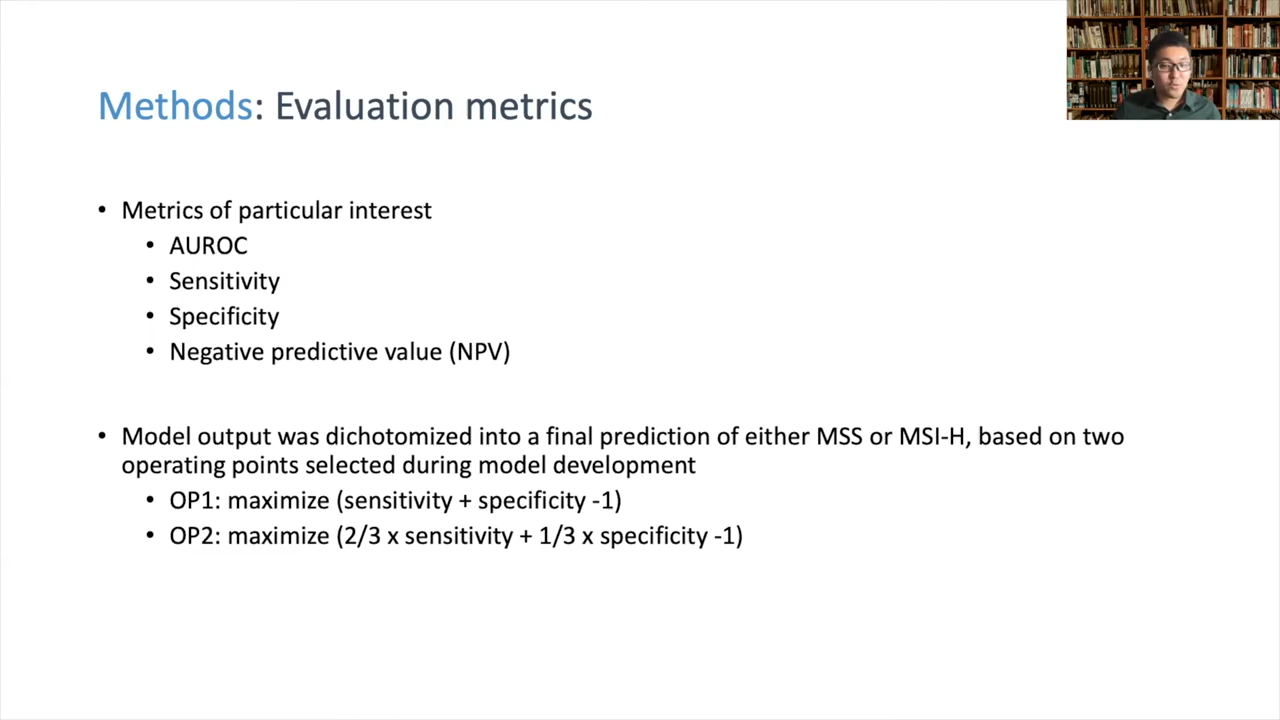 Methods: Evaluation metrics
• Metrics of particular interest
• AUROC
• Sensitivity
• Specificity
• Negative predictive value (NPV)
• Model output was dichotomized into a final prediction of either MSS or MSI-H, based on two
operating points selected during model development
• OP1: maximize (sensitivity + specificity -1)
• OP2: maximize (2/3 x sensitivity + 1/3 x specificity -1)